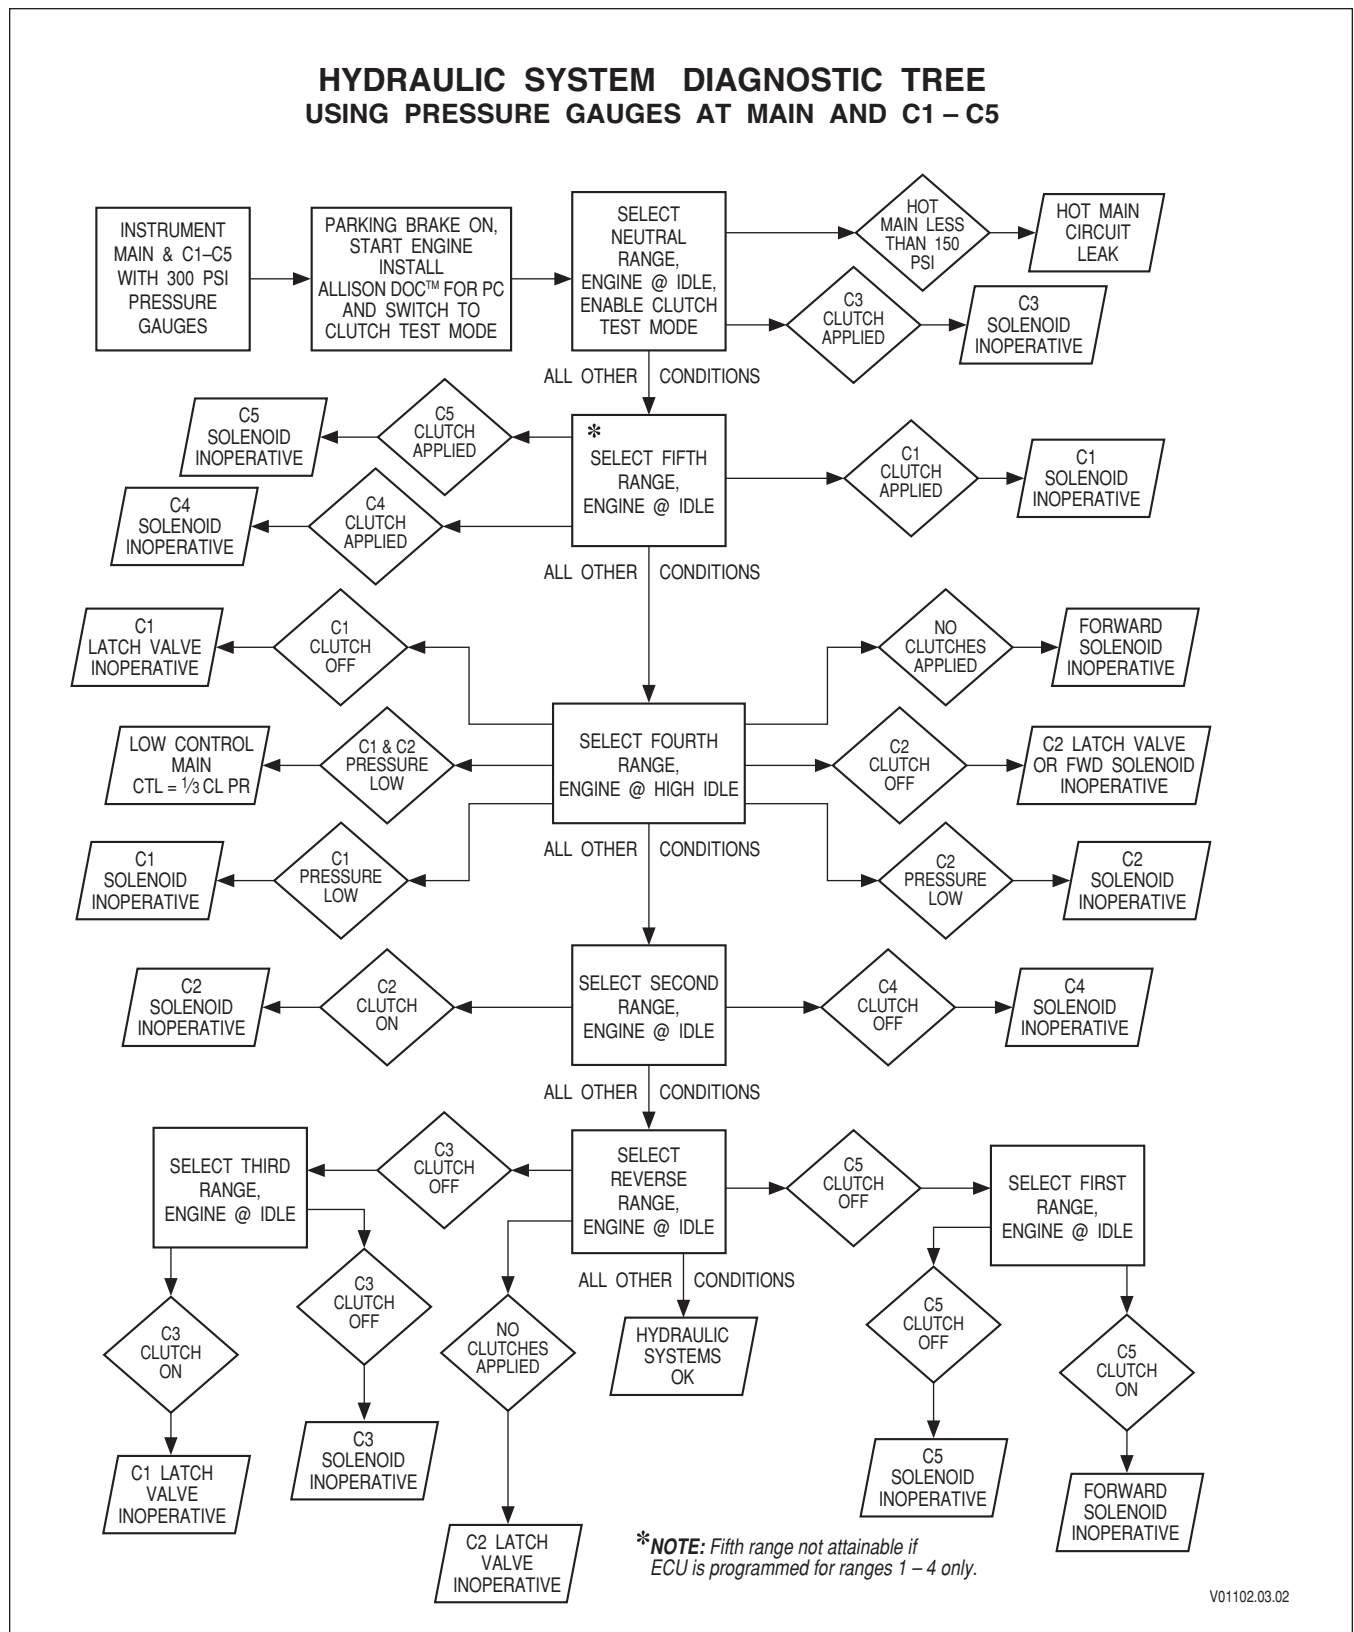 HYDRAULIC SYSTEM DIAGNOSTIC TREE
USING PRESSURE GAUGES AT MAIN AND C1 – C5
INSTRUMENT
MAIN & C1–C5
WITH 300 PSI
PRESSURE
GAUGES
PARKING BRAKE ON,
START ENGINE
INSTALL
ALLISON DOC™ FOR PC
AND SWITCH TO
CLUTCH TEST MODE
SELECT
NEUTRAL
RANGE,
ENGINE @ IDLE,
ENABLE CLUTCH
TEST MODE
HOT
MAIN LESS
THAN 150
PSI
HOT MAIN
CIRCUIT
LEAK
C3
CLUTCH
APPLIED
C3
SOLENOID
INOPERATIVE
ALL OTHER CONDITIONS
C5
SOLENOID
INOPERATIVE
C5
CLUTCH
APPLIED
*
SELECT FIFTH
RANGE,
ENGINE @ IDLE
C1
CLUTCH
APPLIED
C1
SOLENOID
INOPERATIVE
C4
SOLENOID
INOPERATIVE
C4
CLUTCH
APPLIED
ALL OTHER CONDITIONS
C1
LATCH VALVE
INOPERATIVE
C1
CLUTCH
OFF
NO
CLUTCHES
APPLIED
FORWARD
SOLENOID
INOPERATIVE
LOW CONTROL
MAIN
CTL = 1/3 CL PR
C1 & C2
PRESSURE
LOW
SELECT FOURTH
RANGE,
ENGINE @ HIGH IDLE
C2
CLUTCH
OFF
C2 LATCH VALVE
OR FWD SOLENOID
INOPERATIVE
ALL OTHER CONDITIONS
C1
SOLENOID
INOPERATIVE
C1
PRESSURE
LOW
C2
PRESSURE
LOW
C2
SOLENOID
INOPERATIVE
C2
SOLENOID
INOPERATIVE
C2
CLUTCH
ON
SELECT SECOND
RANGE,
ENGINE @ IDLE
C4
CLUTCH
OFF
C4
SOLENOID
INOPERATIVE
ALL OTHER CONDITIONS
SELECT THIRD
RANGE,
ENGINE @ IDLE
C3
CLUTCH
OFF
SELECT
REVERSE
RANGE,
ENGINE @ IDLE
C5
CLUTCH
OFF
SELECT FIRST
RANGE,
ENGINE @ IDLE
ALL OTHER CONDITIONS
C3
CLUTCH
ON
C3
CLUTCH
OFF
NO
CLUTCHES
APPLIED
HYDRAULIC
SYSTEMS
OK
C5
CLUTCH
OFF
C5
CLUTCH
ON
C1 LATCH
VALVE
INOPERATIVE
C3
SOLENOID
INOPERATIVE
C2 LATCH
VALVE
INOPERATIVE
C5
SOLENOID
INOPERATIVE
FORWARD
SOLENOID
INOPERATIVE
*NOTE: Fifth range not attainable if
ECU is programmed for ranges 1 – 4 only.
V01102.03.02